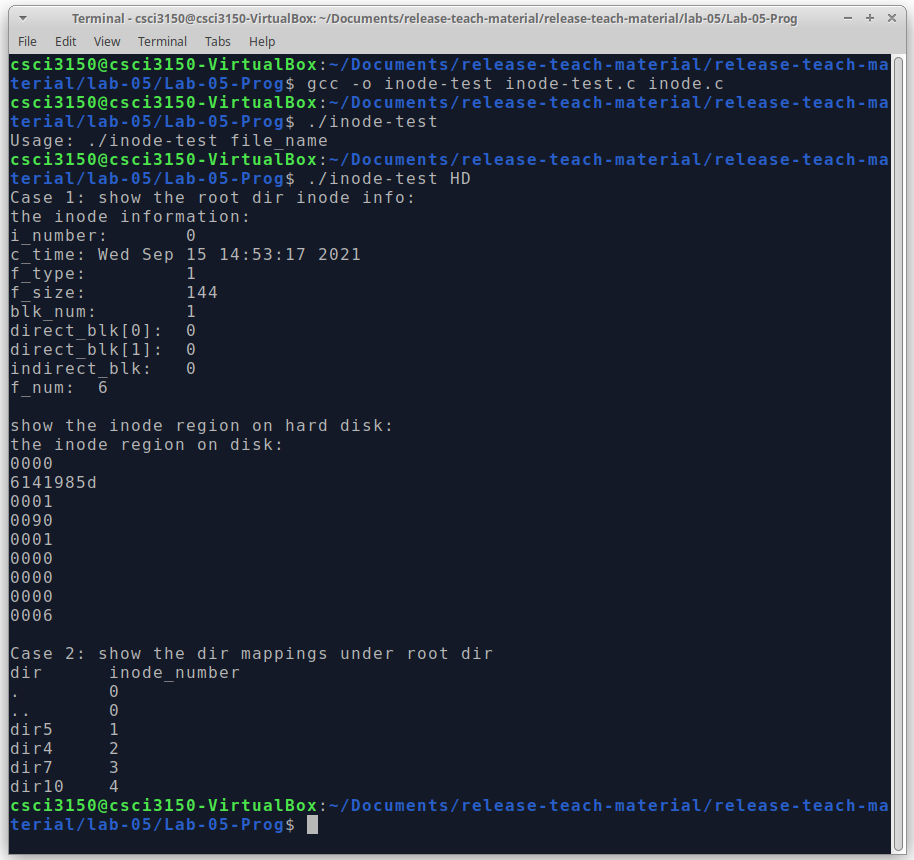 Terminal - csci3150@csci3150-VirtualBox: ~/Documents/release-teach-material/release-teach-material/lab-05/Lab-05-Prog
File Edit View Terminal Tabs Help
csci3150@csci3150-VirtualBox:~/Documents/release-teach-material/release-teach-ma
terial/lab-05/Lab-05-Prog$ gcc -o inode-test inode-test.c inode.c
csci3150@csci3150-VirtualBox:~/Documents/release-teach-material/release-teach-ma
terial/lab-05/Lab-05-Prog$ ./inode-test
Usage: ./inode-test file_name
csci3150@csci3150-VirtualBox:~/Documents/release-teach-material/release-teach-ma
terial/lab-05/Lab-05-Prog$ ./inode-test HD
Case 1: show the root dir inode info:
the inode information:
i_number:       0
c_time: Wed Sep 15 14:53:17 2021
f_type:         1
f_size:         144
blk_num:        1
direct_blk[0]:  0
direct_blk[1]:  0
indirect_blk:   0
f_num:  6
show the inode region on hard disk:
the inode region on disk:
0000
6141985d
0001
0090
0001
0000
0000
0000
0006
Case 2: show the dir mappings under root dir
dir      inode_number
.        0
..       0
dir5     1
dir4     2
dir7     3
dir10    4
csci3150@csci3150-VirtualBox:~/Documents/release-teach-material/release-teach-ma
terial/lab-05/Lab-05-Prog$